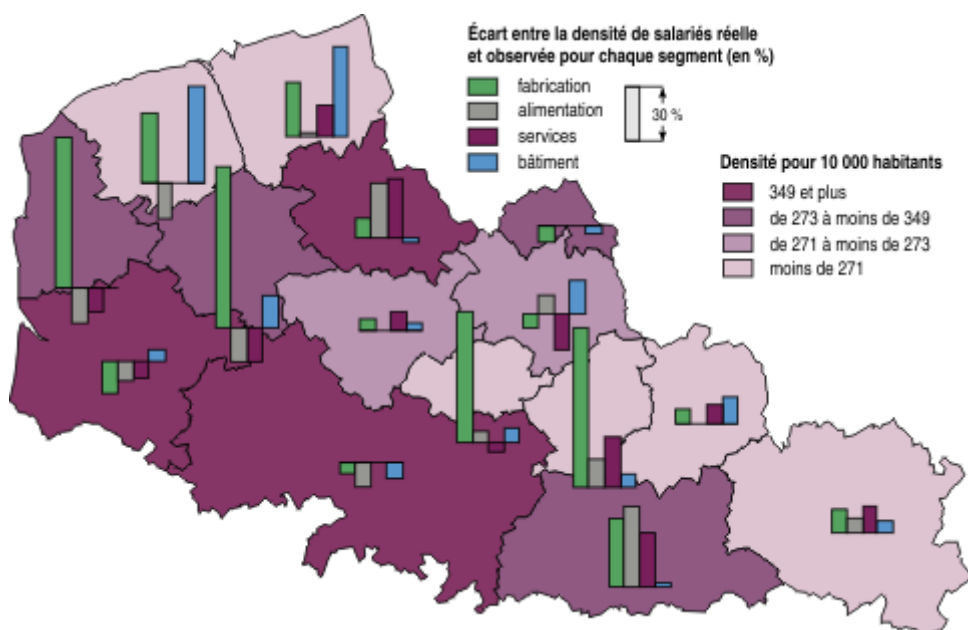 Écart entre la densité de salariés réelle
et observée pour chaque segment (en %)
fabrication
alimentation
services
bâtiment
30 %
Densité pour 10 000 habitants
349 et plus
de 273 à moins de 349
de 271 à moins de 273
moins de 271